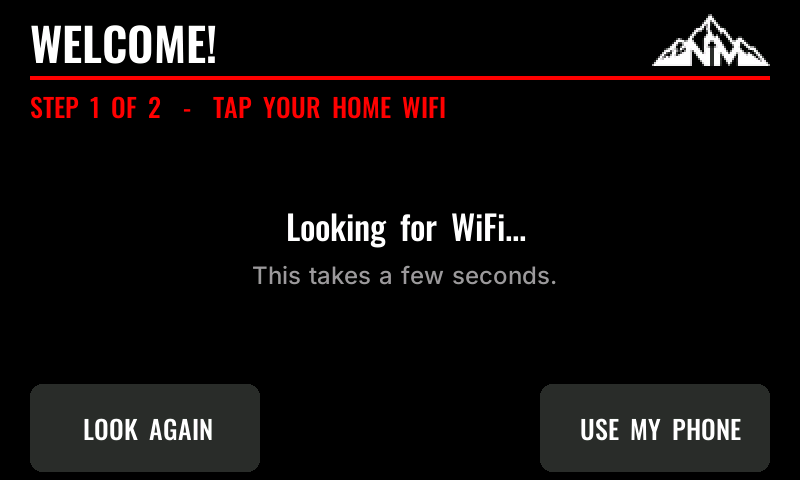 WELCOME!
NM
STEP 1 OF 2 - TAP YOUR HOME WIFI
Looking for WiFi...
This takes a few seconds.
LOOK AGAIN
USE MY PHONE